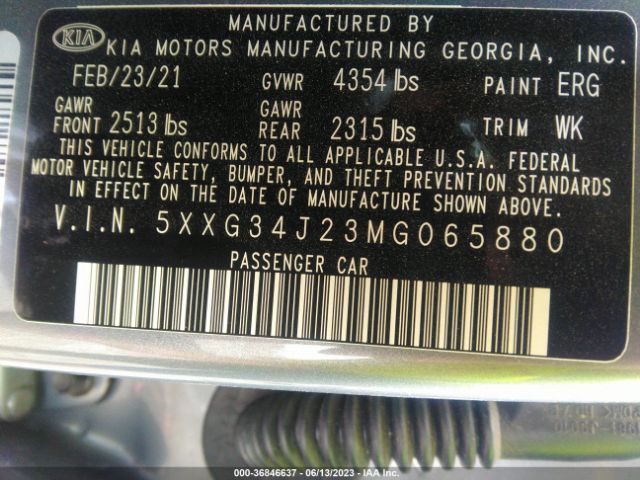 MANUFACTURED BY
KIA KIA MOTORS MANUFACTURING GEORGIA, INC.
FEB/23/21 GVWR 4354 lbs PAINT ERG
GAWR FRONT 2513 lbs GAWR REAR 2315 lbs TRIM WK
THIS VEHICLE CONFORMS TO ALL APPLICABLE U.S.A. FEDERAL
MOTOR VEHICLE SAFETY, BUMPER, AND THEFT PREVENTION STANDARDS
IN EFFECT ON THE DATE OF MANUFACTURE SHOWN ABOVE.
V.I.N. 5XXG34J23MG065880
PASSENGER CAR
000-36846637 - 06/13/2023 - IAA Inc.